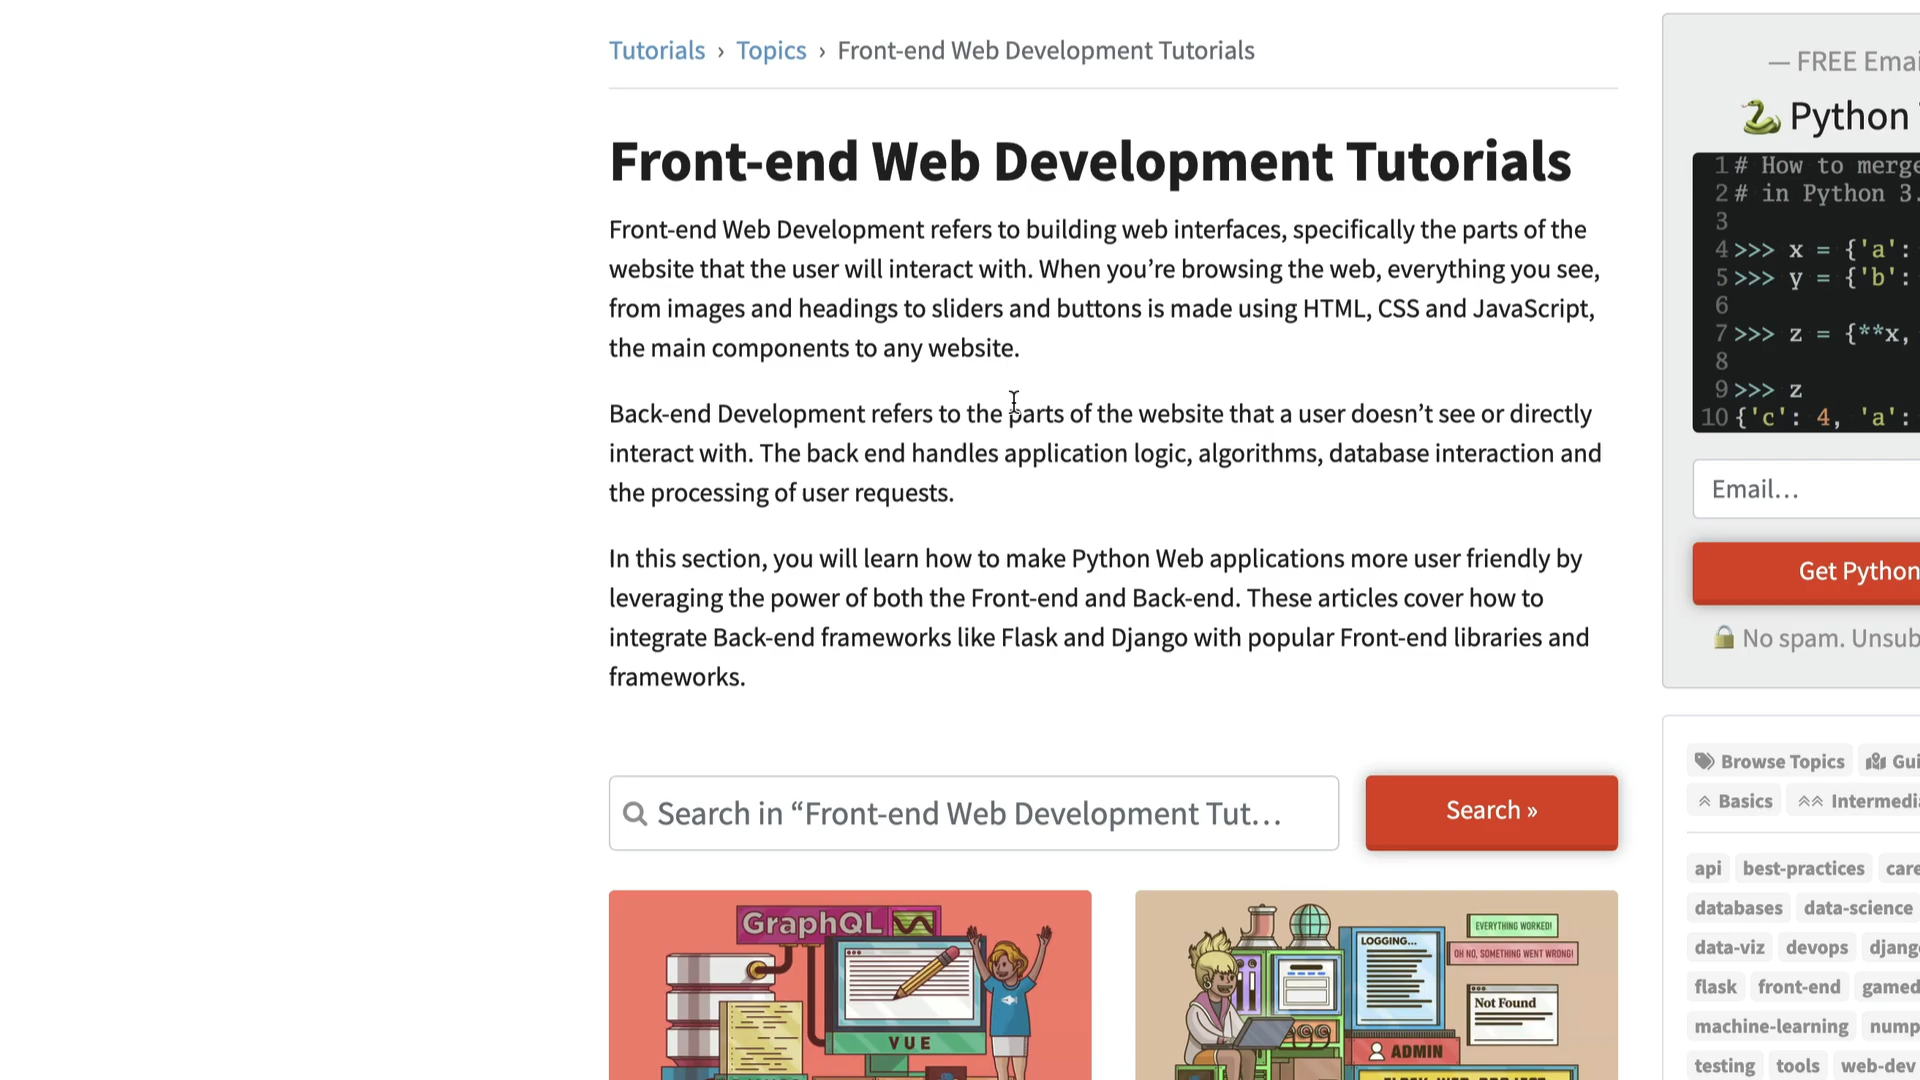 Tutorials › Topics › Front-end Web Development Tutorials
Front-end Web Development Tutorials
Front-end Web Development refers to building web interfaces, specifically the parts of the
website that the user will interact with. When you’re browsing the web, everything you see,
from images and headings to sliders and buttons is made using HTML, CSS and JavaScript,
the main components to any website.
Back-end Development refers to the parts of the website that a user doesn’t see or directly
interact with. The back end handles application logic, algorithms, database interaction and
the processing of user requests.
In this section, you will learn how to make Python Web applications more user friendly by
leveraging the power of both the Front-end and Back-end. These articles cover how to
integrate Back-end frameworks like Flask and Django with popular Front-end libraries and
frameworks.
Search in “Front-end Web Development Tut…
Search »
GraphQL
VUE
EVERYTHING WORKED!
LOGGING...
OH NO, SOMETHING WENT WRONG!
Not Found
ADMIN
— FREE Emai
🐍 Python
1 # How to merge
2 # in Python 3.
3
4 >>> x = {'a':
5 >>> y = {'b':
6
7 >>> z = {**x,
8
9 >>> z
10 {'c': 4, 'a':
Email…
Get Python
🔒 No spam. Unsub
Browse Topics Gui
Basics Intermedia
api best-practices care
databases data-science
data-viz devops djang
flask front-end gamed
machine-learning nump
testing tools web-dev